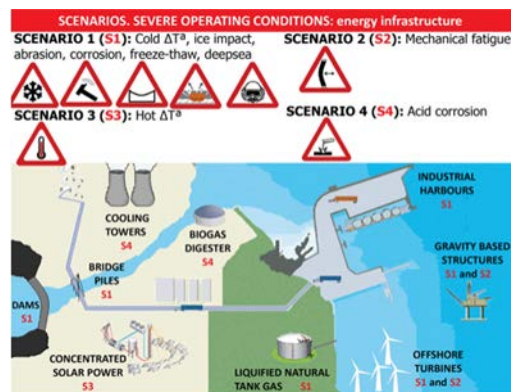 SCENARIOS. SEVERE OPERATING CONDITIONS: energy infrastructure
SCENARIO 1 (S1): Cold ΔTª, ice impact,
abrasion, corrosion, freeze-thaw, deepsea
SCENARIO 2 (S2): Mechanical fatigue
SCENARIO 3 (S3): Hot ΔTª
SCENARIO 4 (S4): Acid corrosion
COOLING
TOWERS
S4
BIOGAS
DIGESTER
S4
INDUSTRIAL
HARBOURS
S1
BRIDGE
PILES
S1
GRAVITY BASED
STRUCTURES
S1 and S2
DAMS
S1
CONCENTRATED
SOLAR POWER
S3
LIQUIFIED NATURAL
TANK GAS S1
OFFSHORE
TURBINES
S1 and S2